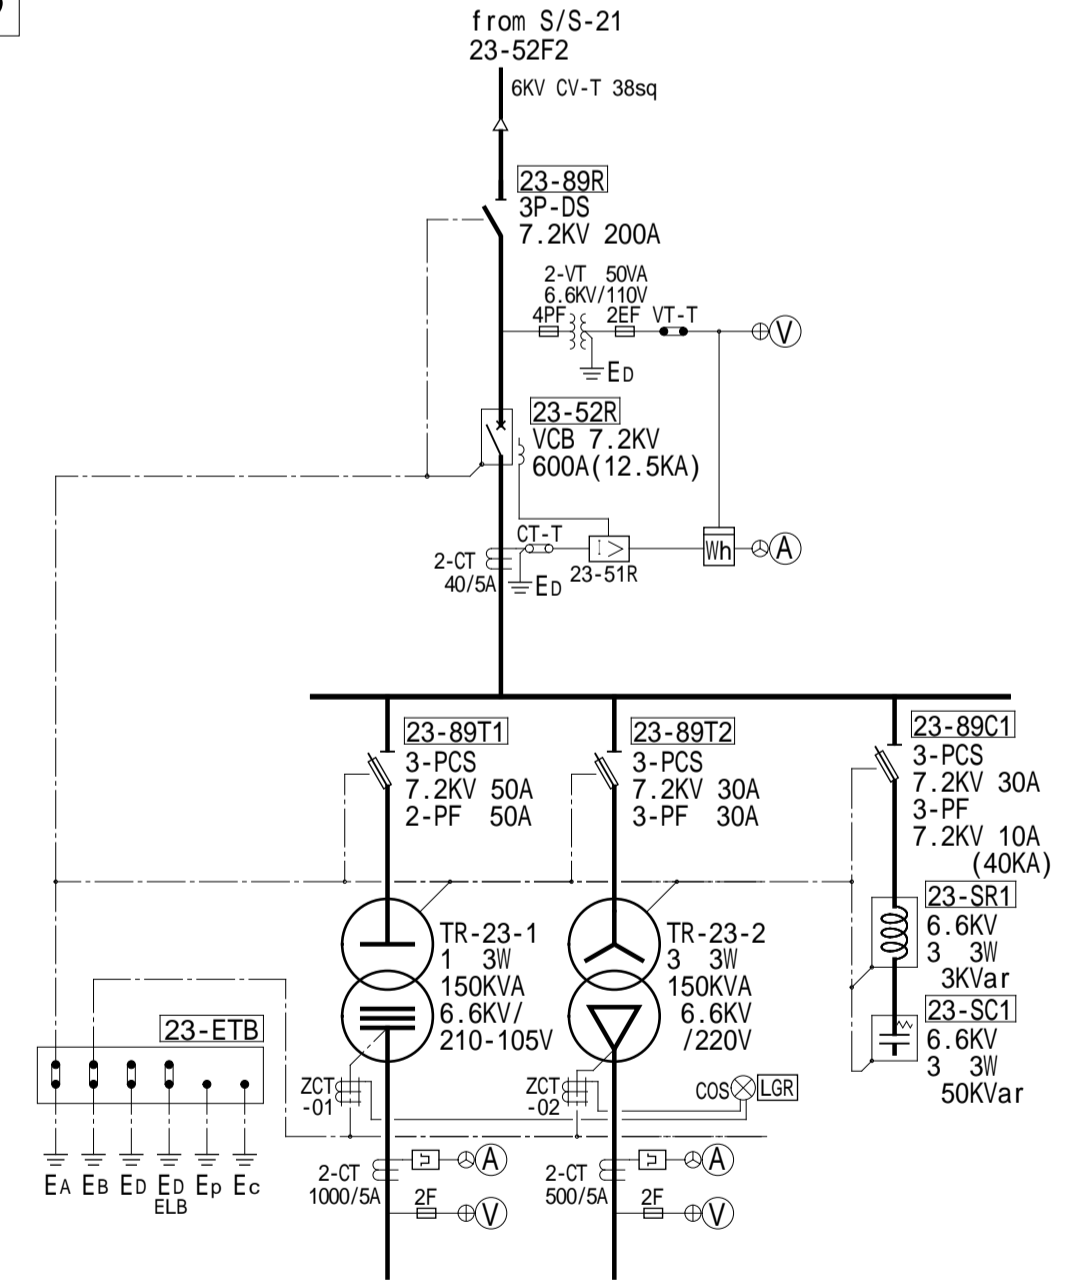 from S/S-21
23-52F2
6KV CV-T 38sq
23-89R
3P-DS
7.2KV 200A
2-VT 50VA
6.6KV/110V
4PF
2EF
VT-T
V
ED
23-52R
VCB 7.2KV
600A(12.5KA)
CT-T
I >
Wh
A
2-CT
40/5A
ED
23-51R
23-89T1
3-PCS
7.2KV 50A
2-PF 50A
23-89T2
3-PCS
7.2KV 30A
3-PF 30A
23-89C1
3-PCS
7.2KV 30A
3-PF
7.2KV 10A
(40KA)
23-SR1
6.6KV
3 3W
3KVar
23-SC1
6.6KV
3 3W
50KVar
TR-23-1
1 3W
150KVA
6.6KV/
210-105V
TR-23-2
3 3W
150KVA
6.6KV
/220V
23-ETB
ZCT
-01
ZCT
-02
COS
LGR
2-CT
1000/5A
A
2F
V
2-CT
500/5A
A
2F
V
EA EB ED ED Ep Ec
ELB